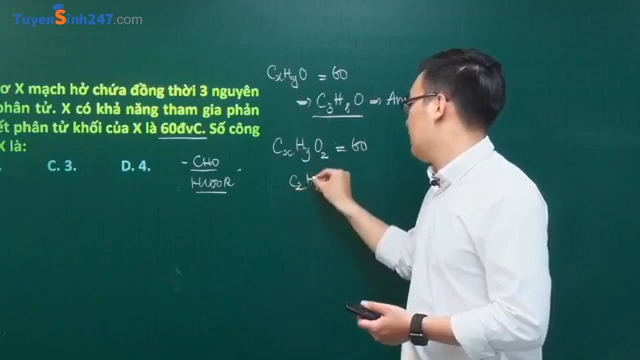 TuyenSinh247.com
ơ X mạch hở chứa đồng thời 3 nguyên
phân tử. X có khả năng tham gia phản
ết phân tử khối của X là 60đvC. Số công
X là:
C. 3. D. 4.
- CHO
HCOOR
CxHyO = 60
→ C3H8O →
CxHyO2 = 60
C2H